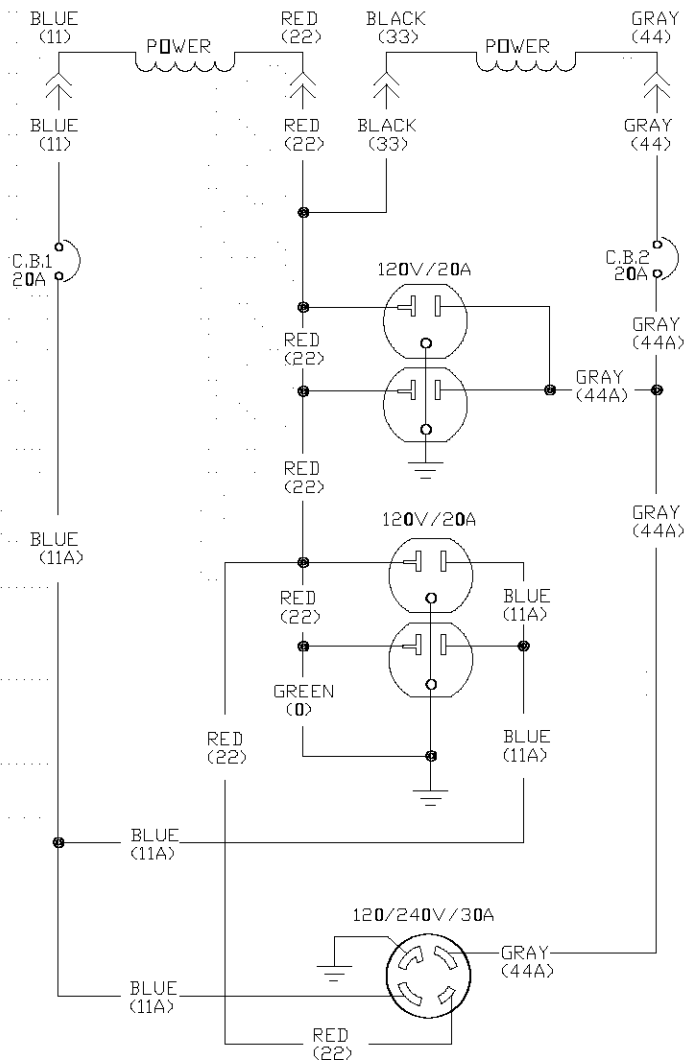 BLUE RED BLACK GRAY
(11) (22) (33) (44)
POWER POWER
BLUE RED BLACK GRAY
(11) (22) (33) (44)
C.B.1 C.B.2
20A 20A
120V/20A
RED GRAY
(22) (44A)
GRAY
(44A)
RED
(22)
120V/20A
GRAY
(44A)
BLUE
(11A)
RED BLUE
(22) (11A)
GREEN
(0)
RED BLUE
(22) (11A)
BLUE
(11A)
120/240V/30A
GRAY
(44A)
BLUE
(11A)
RED
(22)